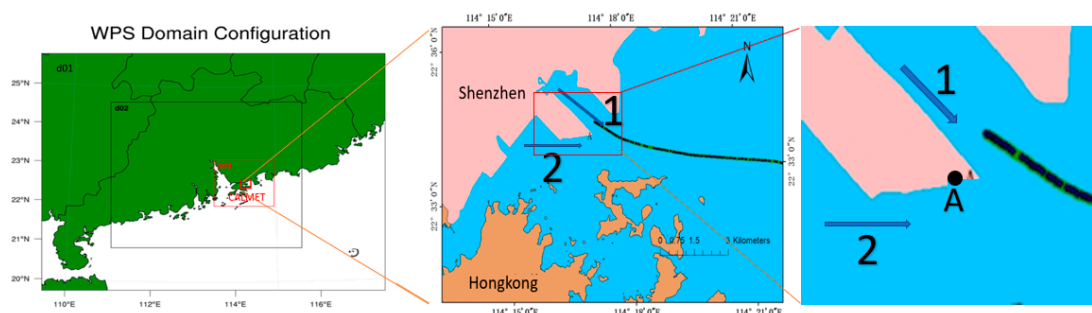 WPS Domain Configuration
d01
25°N
24°N
23°N
22°N
21°N
20°N
d02
CALMET
110°E
112°E
114°E
116°E
114° 15'0"E
114° 18'0"E
114° 21'0"E
22° 36'0"N
22° 33'0"N
N
Shenzhen
1
2
0 0.75 1.5 3 Kilometers
Hongkong
22° 33'0"N
114° 15'0"E
114° 18'0"E
114° 21'0"E
1
A
2